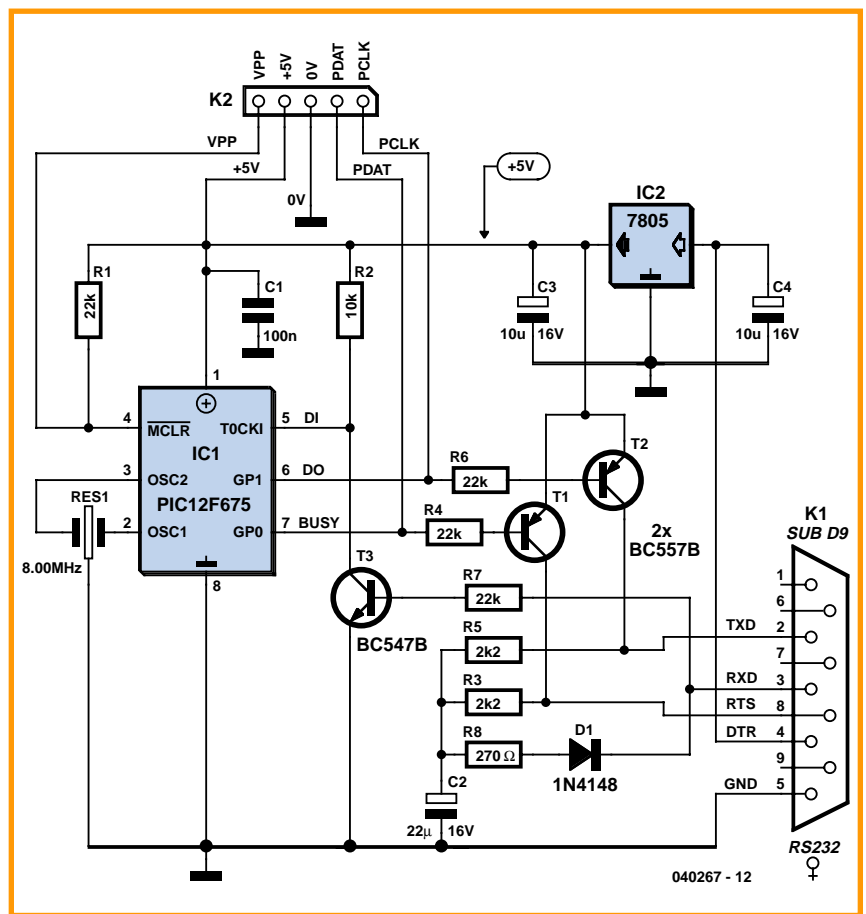 VPP
+5V
0V
PDAT
PCLK
K2
VPP
PCLK
+5V
PDAT
+5V
0V
IC2
7805
R1
22k
C1
100n
R2
10k
C3
10u 16V
C4
10u 16V
1
4
MCLR
T0CKI
5 DI
IC1
3
OSC2
GP1
6 DO
PIC12F675
RES1
2
OSC1
GP0
7 BUSY
8.00MHz
8
R6
22k
T2
R4
22k
T1
2x
BC557B
K1
SUB D9
T3
BC547B
R7
22k
R5
2k2
R3
2k2
R8
270 Ω
D1
1N4148
C2
22µ 16V
1
6
TXD 2
7
RXD 3
RTS 8
DTR 4
9
GND 5
RS232
040267 - 12